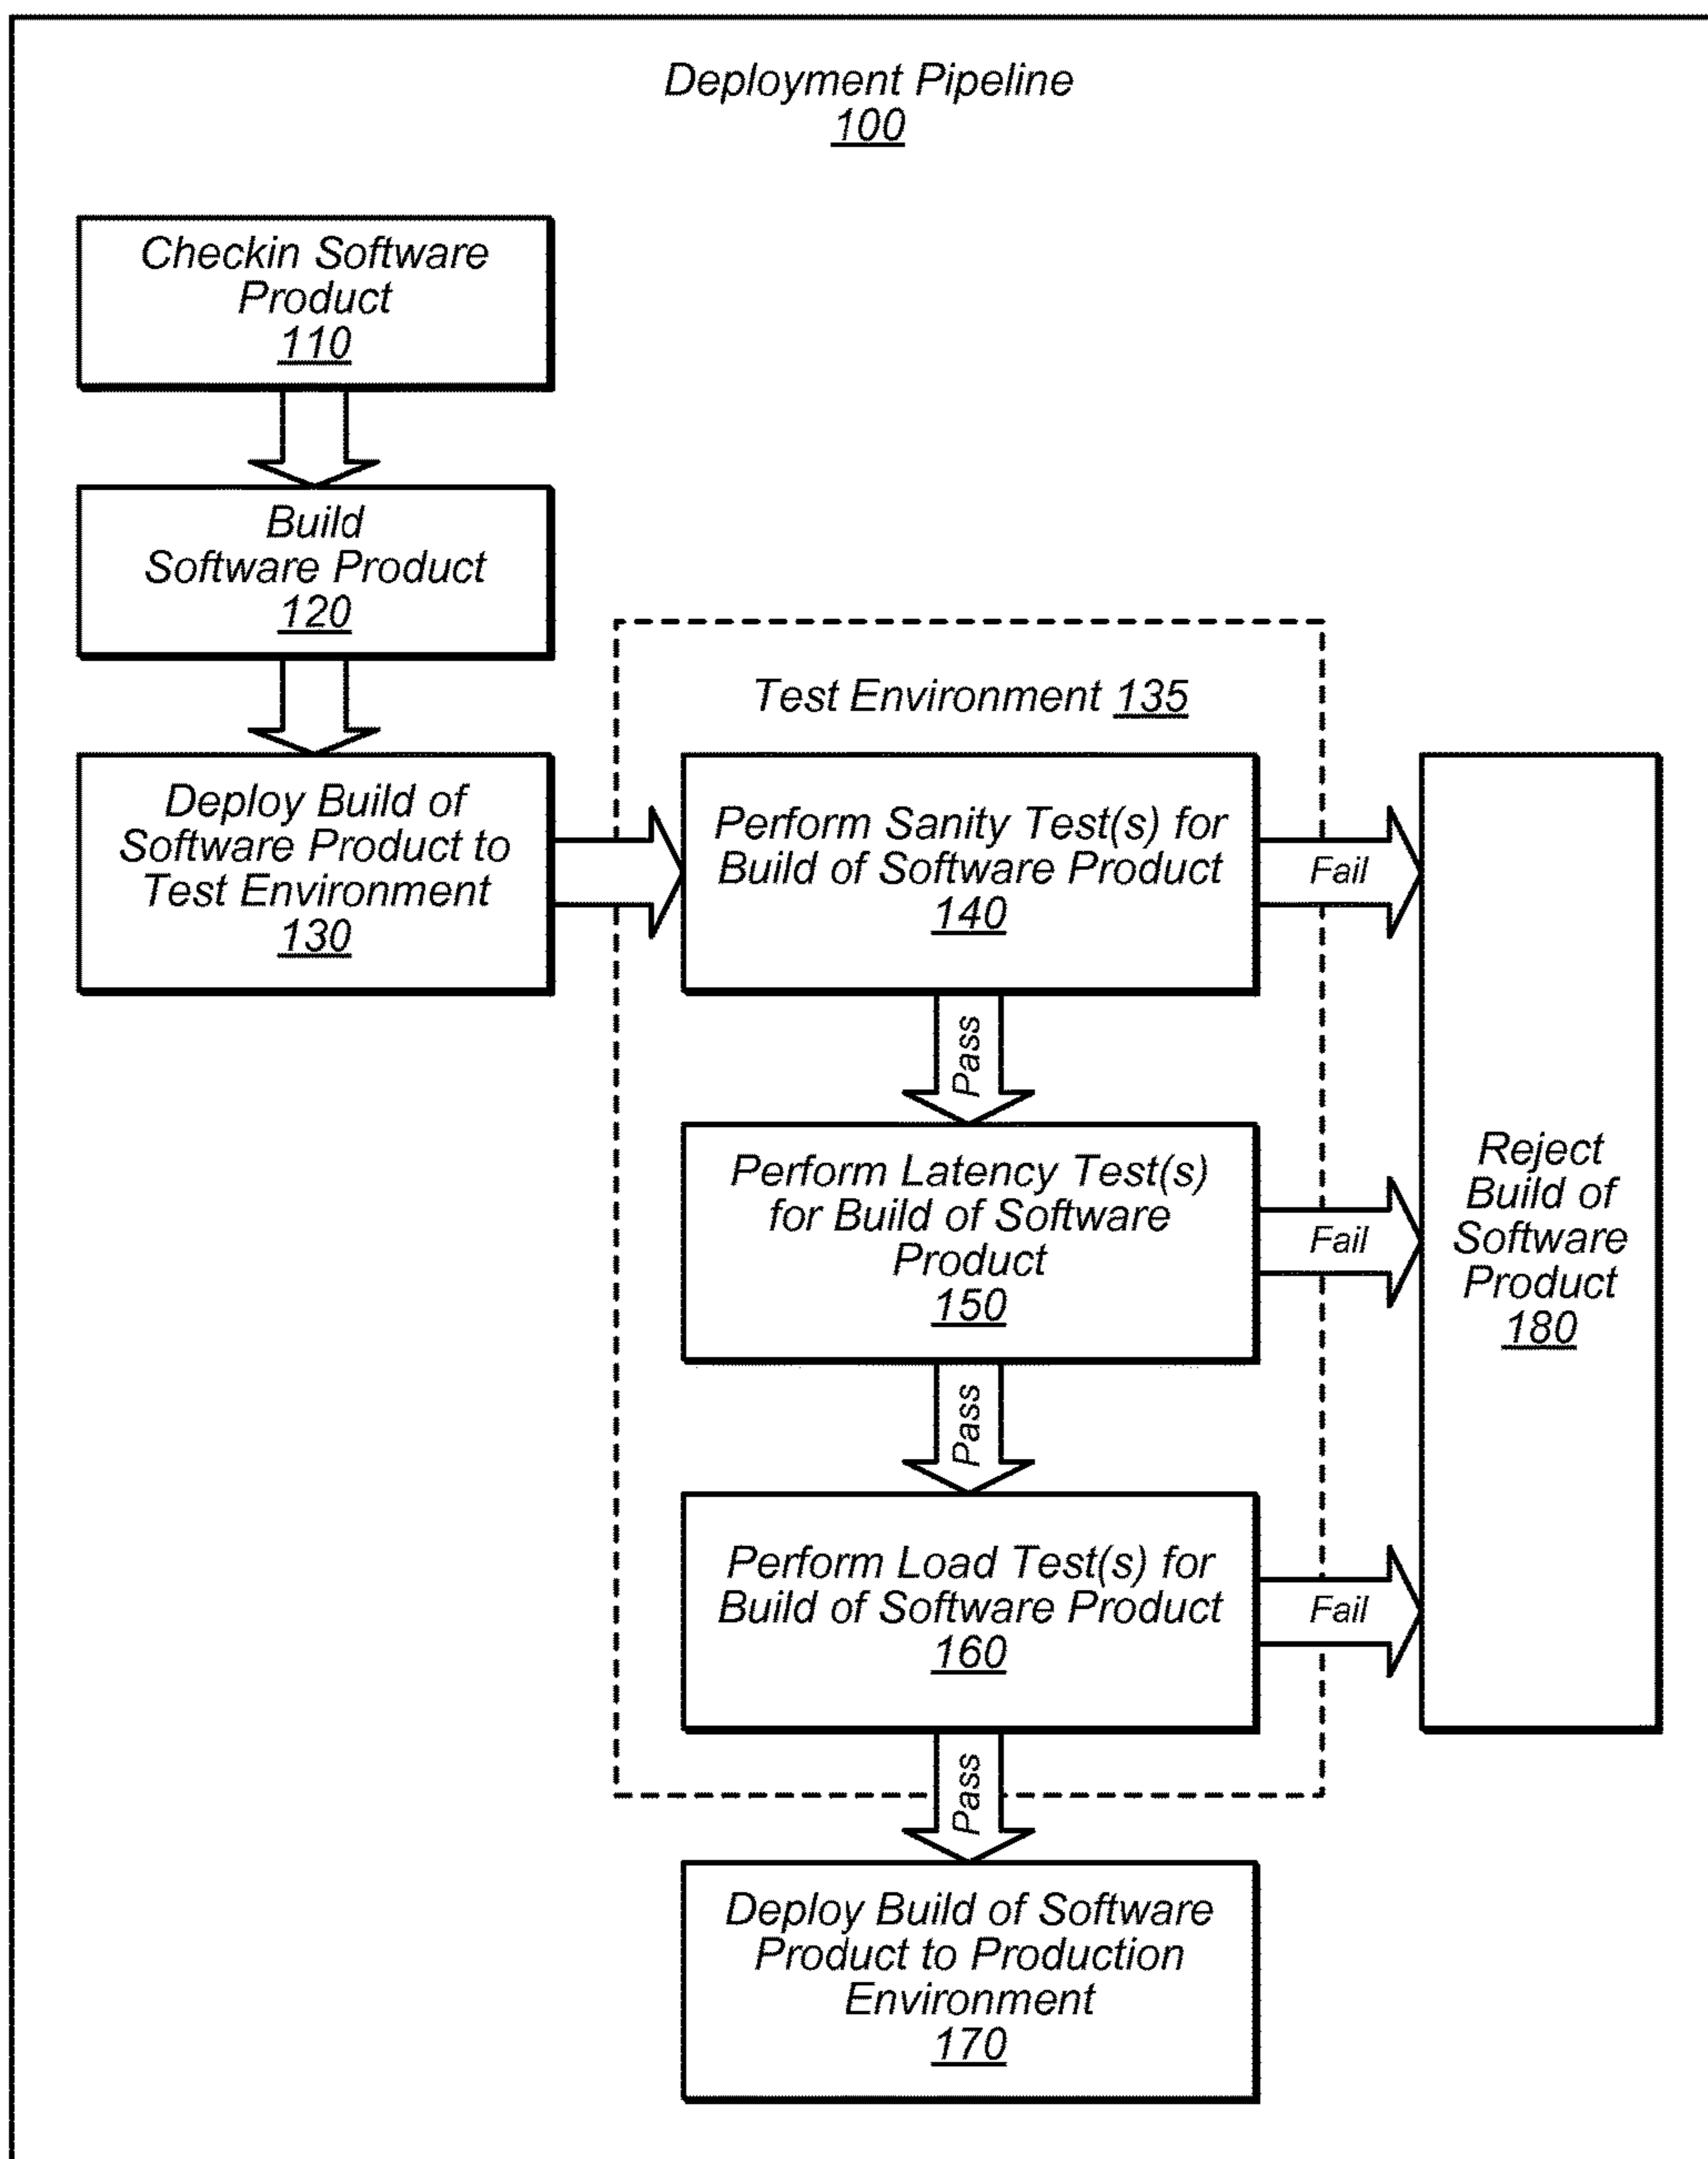 Deployment Pipeline
100
Checkin Software
Product
110
Build
Software Product
120
Deploy Build of
Software Product to
Test Environment
130
Test Environment 135
Perform Sanity Test(s) for
Build of Software Product
140
Fail
Pass
Perform Latency Test(s)
for Build of Software
Product
150
Fail
Pass
Perform Load Test(s) for
Build of Software Product
160
Fail
Pass
Reject
Build of
Software
Product
180
Deploy Build of Software
Product to Production
Environment
170